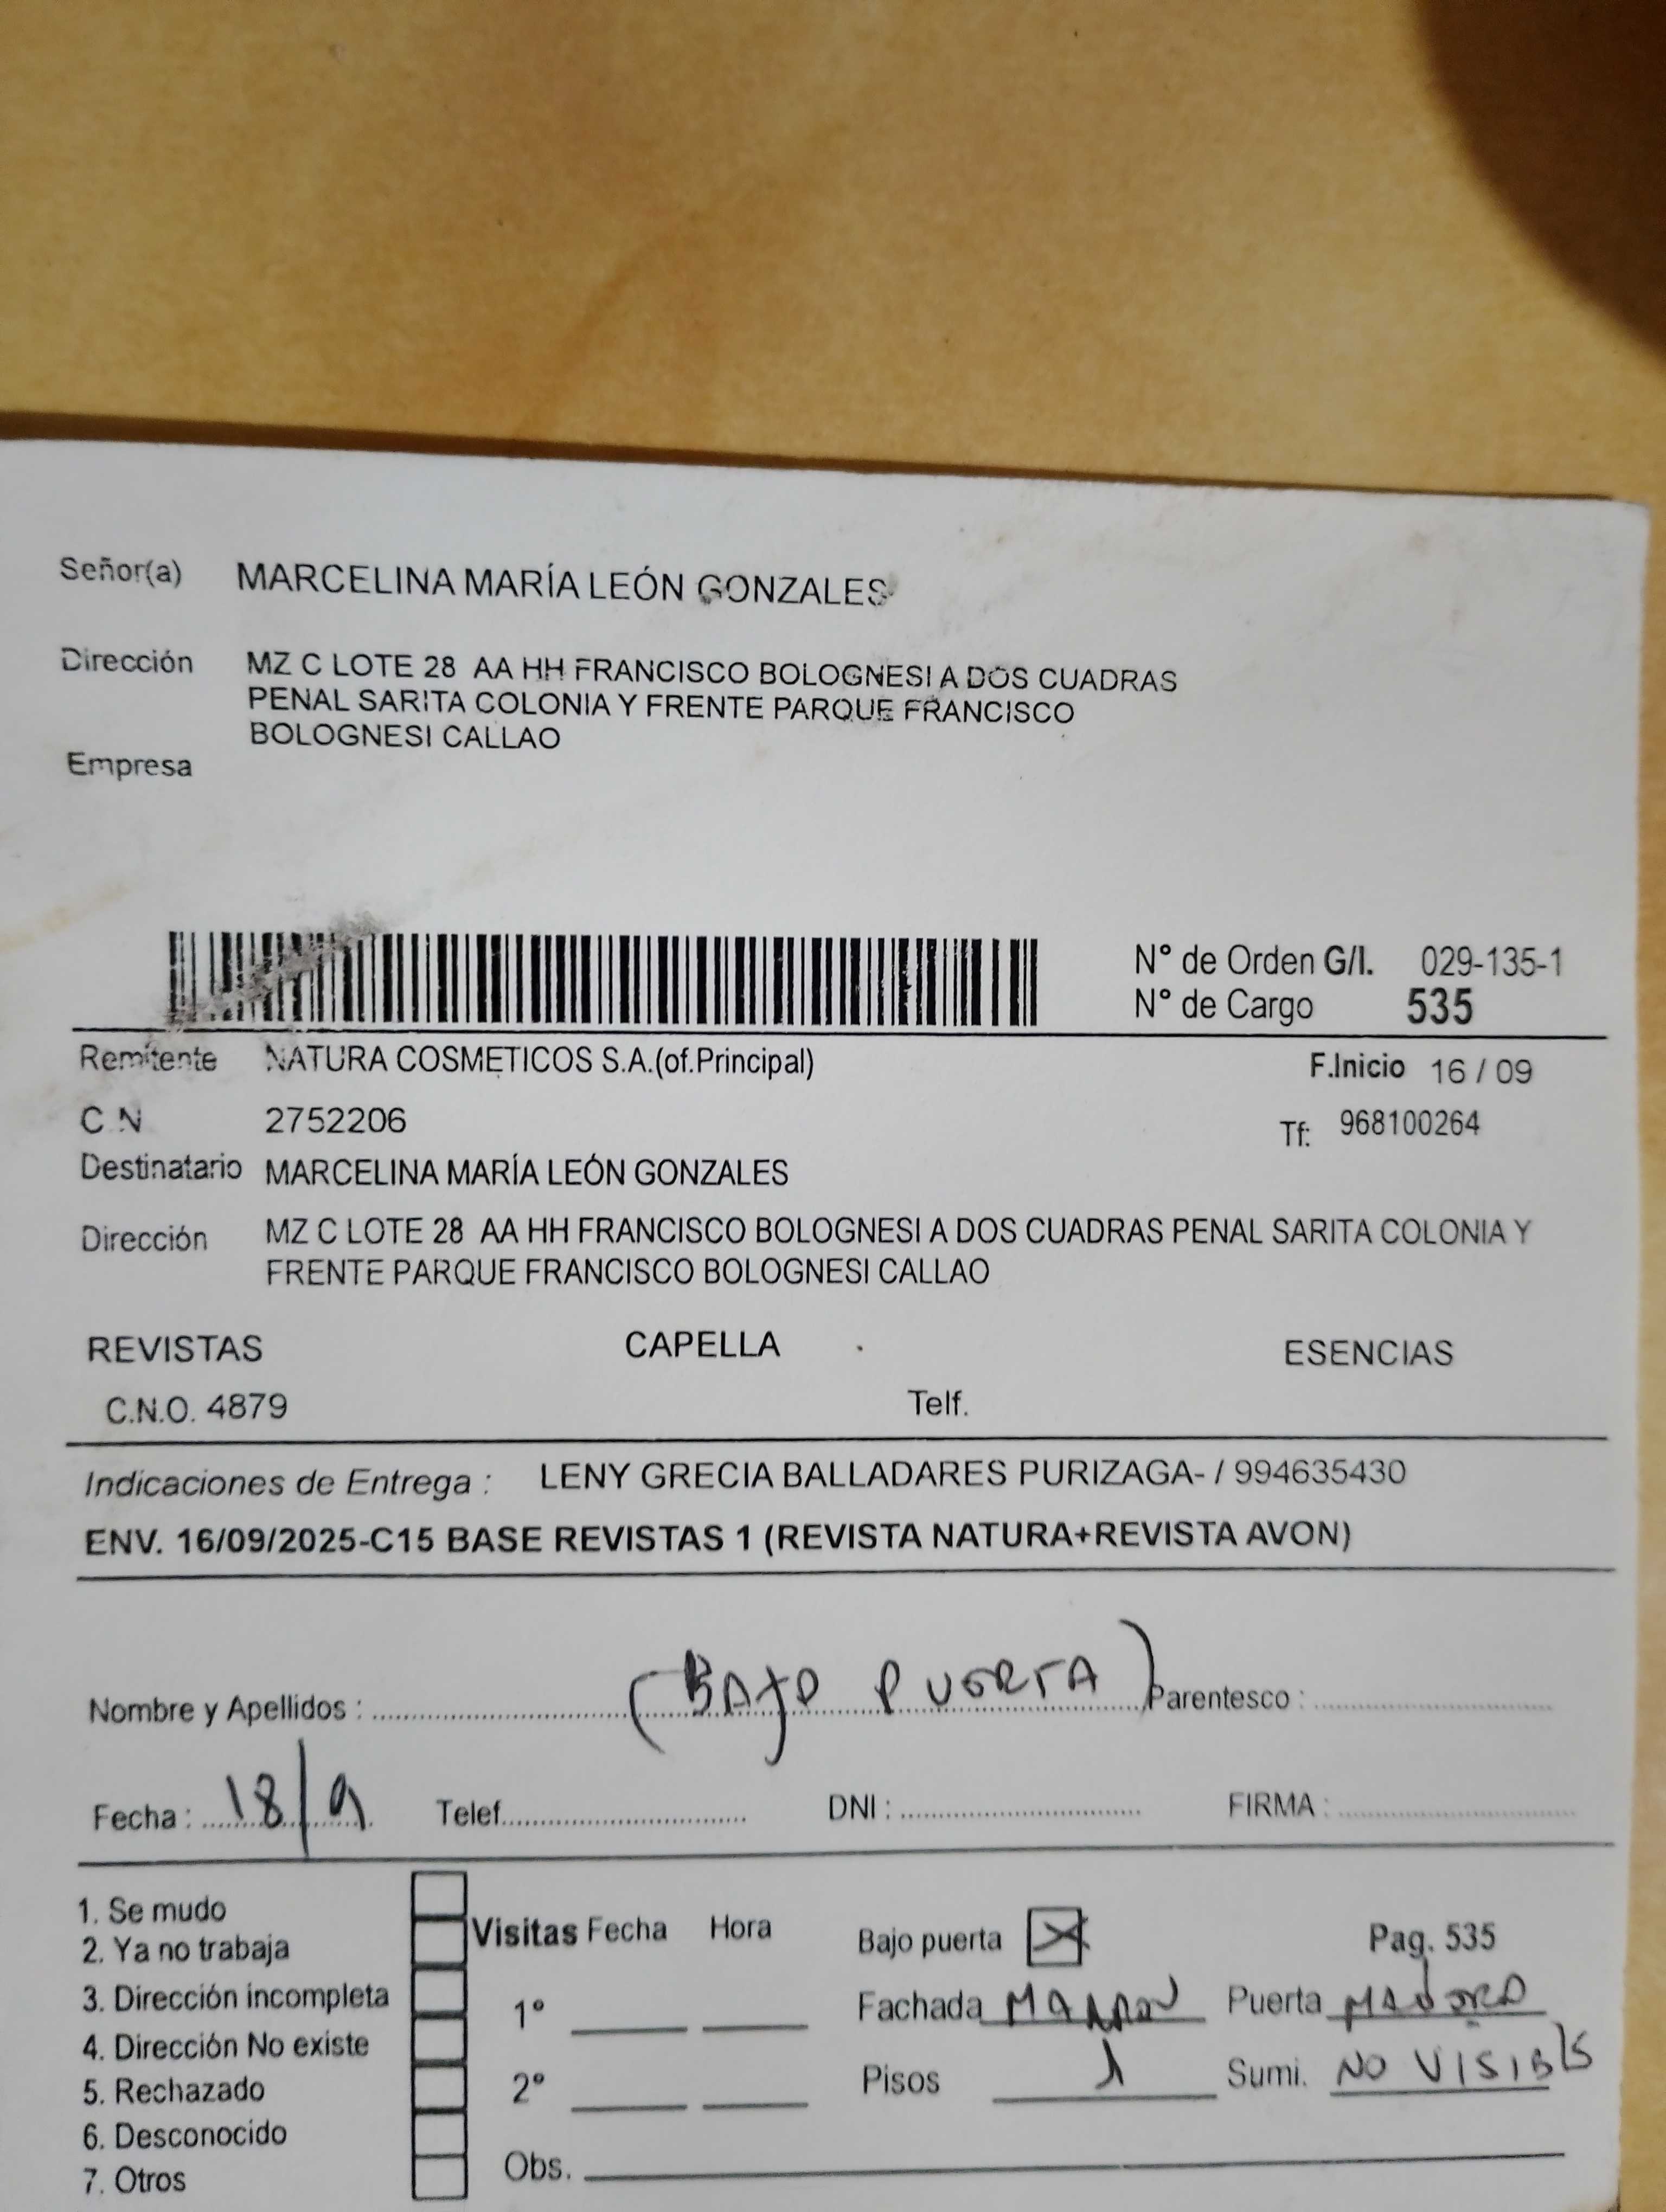 Señor(a) MARCELINA MARÍA LEÓN GONZALES
Dirección MZ C LOTE 28 AA HH FRANCISCO BOLOGNESI A DOS CUADRAS
PENAL SARITA COLONIA Y FRENTE PARQUE FRANCISCO
BOLOGNESI CALLAO
Empresa
N° de Orden G/I. 029-135-1
N° de Cargo 535
Remitente NATURA COSMETICOS S.A.(of.Principal) F.Inicio 16 / 09
C N 2752206 Tf: 968100264
Destinatario MARCELINA MARÍA LEÓN GONZALES
Dirección MZ C LOTE 28 AA HH FRANCISCO BOLOGNESI A DOS CUADRAS PENAL SARITA COLONIA Y
FRENTE PARQUE FRANCISCO BOLOGNESI CALLAO
REVISTAS CAPELLA ESENCIAS
C.N.O. 4879 Telf.
Indicaciones de Entrega : LENY GRECIA BALLADARES PURIZAGA- / 994635430
ENV. 16/09/2025-C15 BASE REVISTAS 1 (REVISTA NATURA+REVISTA AVON)
Nombre y Apellidos : (BAJO PUERTA) Parentesco :
Fecha : 18/9 Telef. DNI : FIRMA :
1. Se mudo
2. Ya no trabaja
3. Dirección incompleta
4. Dirección No existe
5. Rechazado
6. Desconocido
7. Otros
Visitas Fecha Hora
1°
2°
Obs.
Bajo puerta X Pag. 535
Fachada MARRON Puerta MADERA
Pisos 1 Sumi. NO VISIBLE